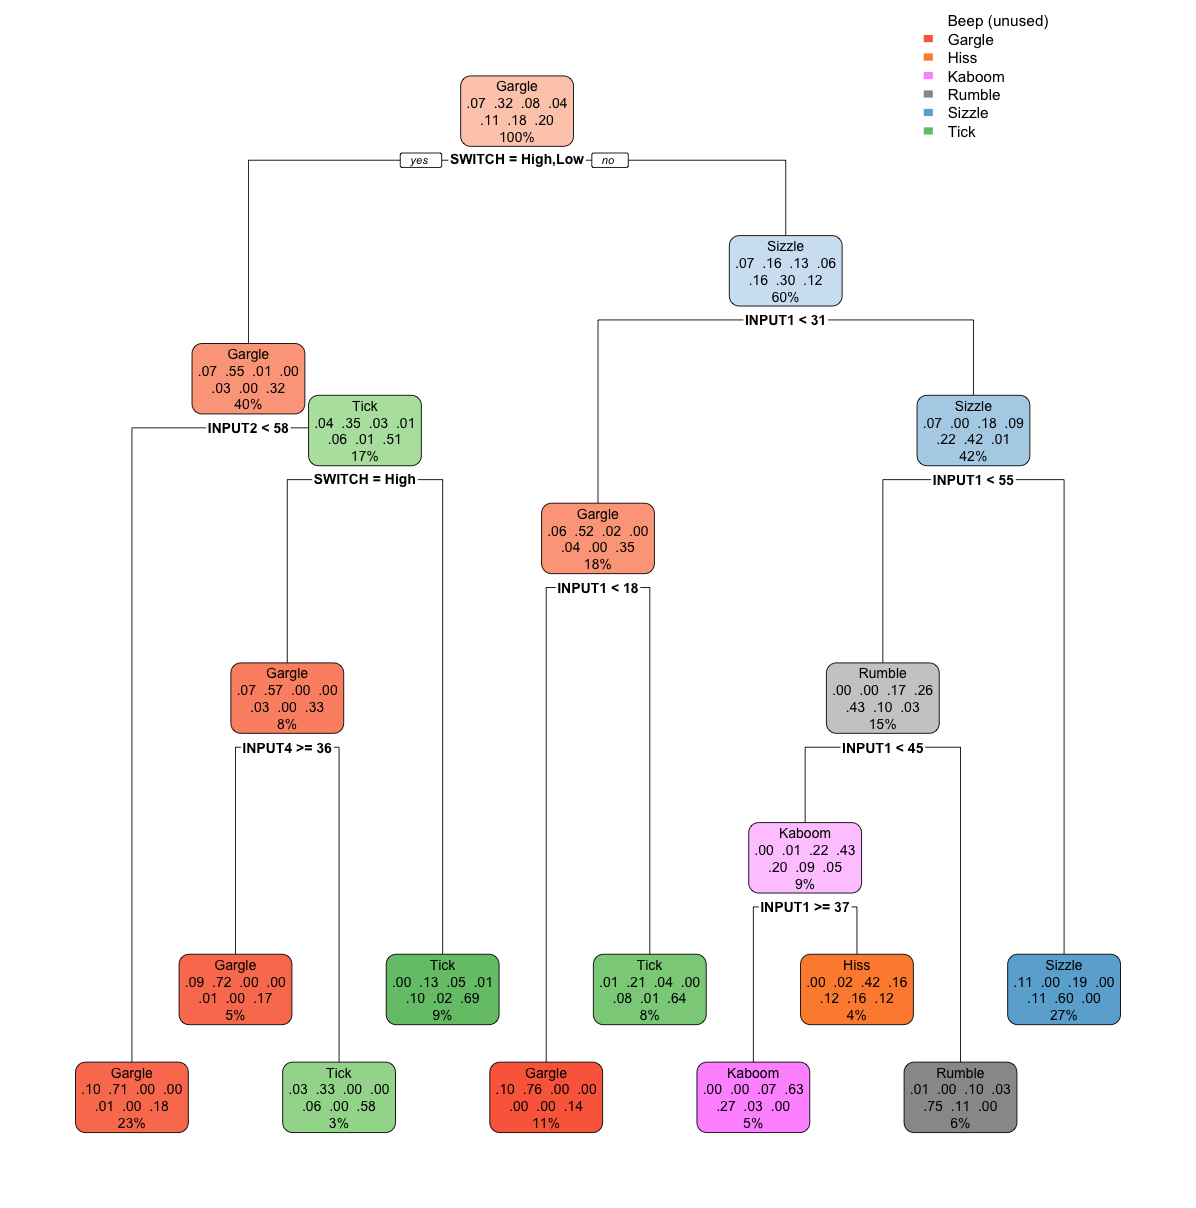 Beep (unused)
Gargle
Hiss
Kaboom
Rumble
Sizzle
Tick
Gargle
.07 .32 .08 .04
.11 .18 .20
100%
yes SWITCH = High,Low no
Sizzle
.07 .16 .13 .06
.16 .30 .12
60%
INPUT1 < 31
Gargle
.07 .55 .01 .00
.03 .00 .32
40%
INPUT2 < 58
Tick
.04 .35 .03 .01
.06 .01 .51
17%
SWITCH = High
Sizzle
.07 .00 .18 .09
.22 .42 .01
42%
INPUT1 < 55
Gargle
.06 .52 .02 .00
.04 .00 .35
18%
INPUT1 < 18
Gargle
.07 .57 .00 .00
.03 .00 .33
8%
INPUT4 >= 36
Rumble
.00 .00 .17 .26
.43 .10 .03
15%
INPUT1 < 45
Kaboom
.00 .01 .22 .43
.20 .09 .05
9%
INPUT1 >= 37
Gargle
.09 .72 .00 .00
.01 .00 .17
5%
Tick
.00 .13 .05 .01
.10 .02 .69
9%
Tick
.01 .21 .04 .00
.08 .01 .64
8%
Hiss
.00 .02 .42 .16
.12 .16 .12
4%
Sizzle
.11 .00 .19 .00
.11 .60 .00
27%
Gargle
.10 .71 .00 .00
.01 .00 .18
23%
Tick
.03 .33 .00 .00
.06 .00 .58
3%
Gargle
.10 .76 .00 .00
.00 .00 .14
11%
Kaboom
.00 .00 .07 .63
.27 .03 .00
5%
Rumble
.01 .00 .10 .03
.75 .11 .00
6%